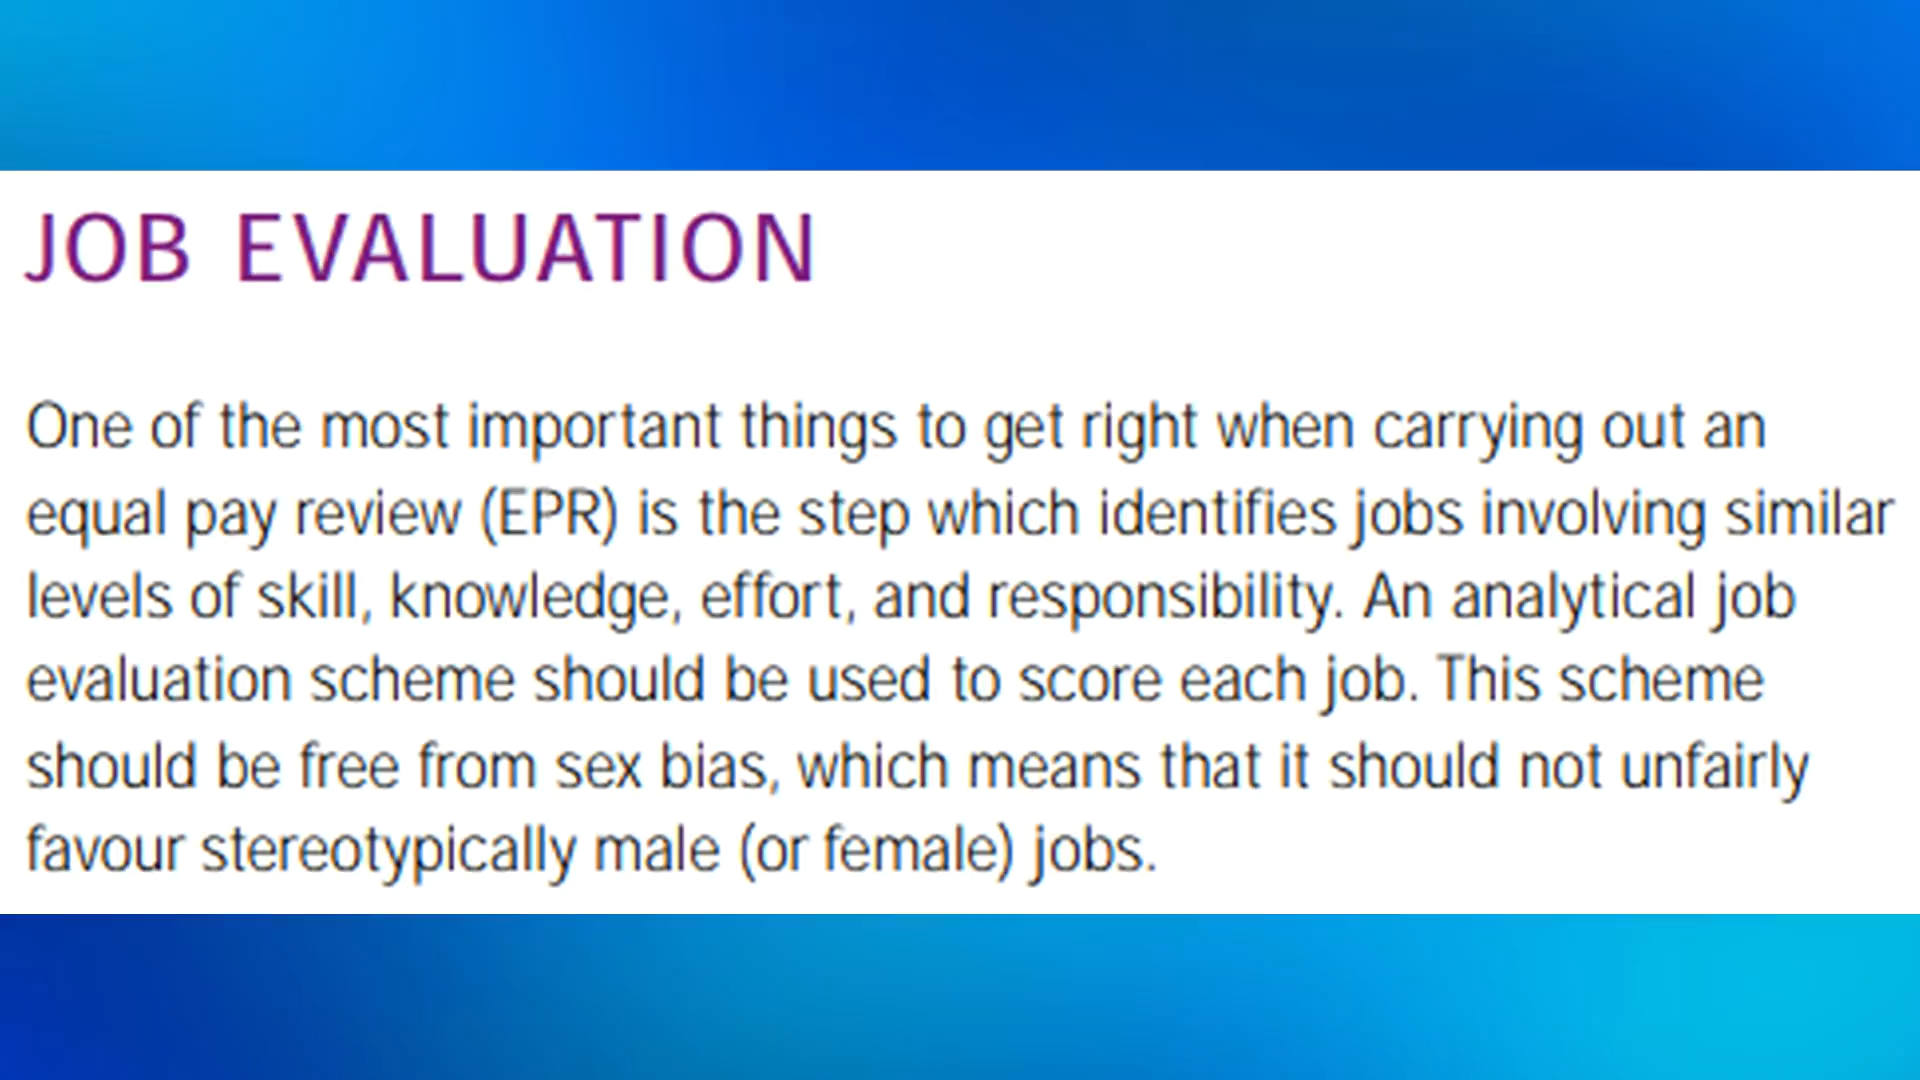 JOB EVALUATION
One of the most important things to get right when carrying out an
equal pay review (EPR) is the step which identifies jobs involving similar
levels of skill, knowledge, effort, and responsibility. An analytical job
evaluation scheme should be used to score each job. This scheme
should be free from sex bias, which means that it should not unfairly
favour stereotypically male (or female) jobs.